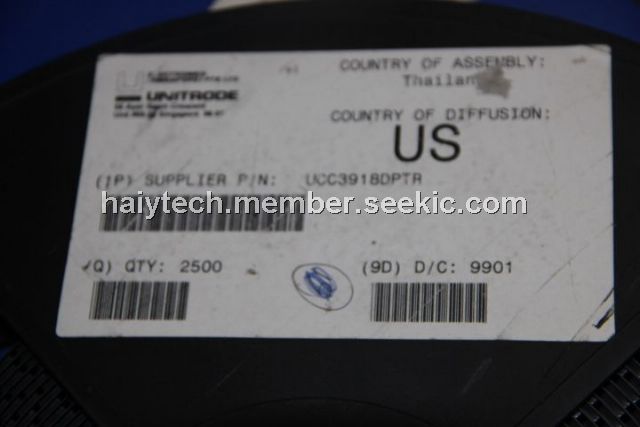 COUNTRY OF ASSEMBLY:
Thailan
UNITRODE
COUNTRY OF DIFFUSION:
US
(1P) SUPPLIER P/N: UCC3918DPTR
haiytech.member.seekic.com
Q) QTY: 2500
(9D) D/C: 9901